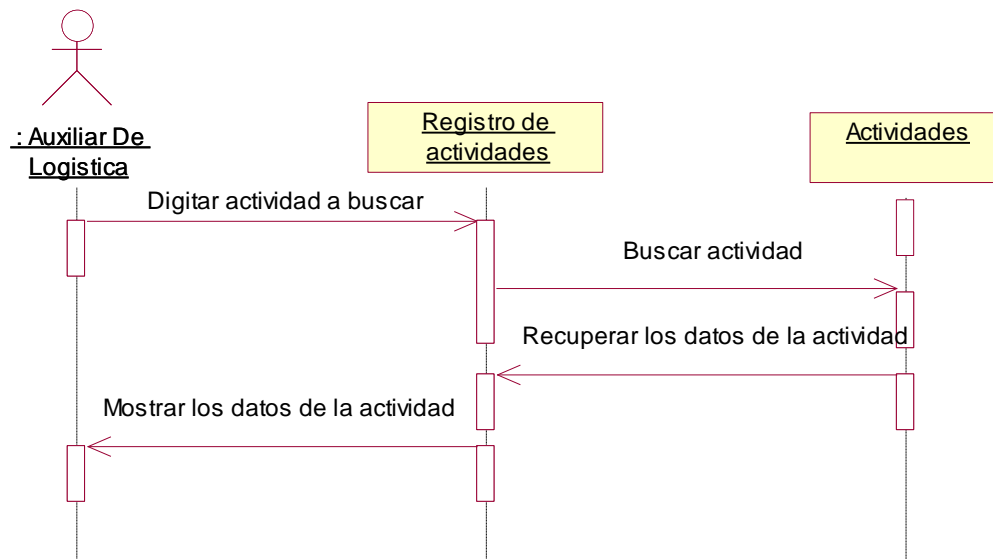 : Auxiliar De
Logistica
Registro de
actividades
Actividades
Digitar actividad a buscar
Buscar actividad
Recuperar los datos de la actividad
Mostrar los datos de la actividad